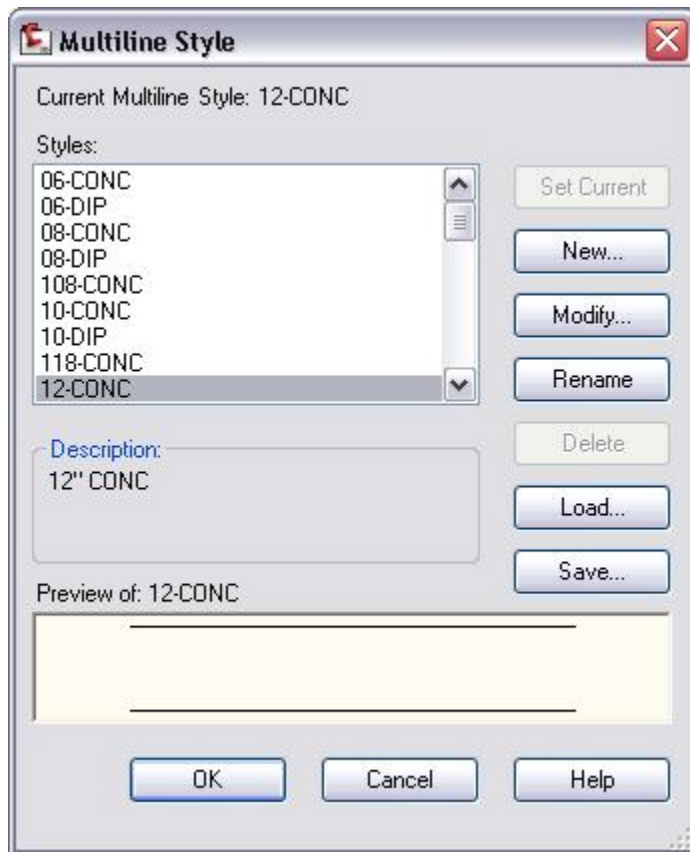 Multiline Style
Current Multiline Style: 12-CONC
Styles:
06-CONC
06-DIP
08-CONC
08-DIP
108-CONC
10-CONC
10-DIP
118-CONC
12-CONC
Set Current
New...
Modify...
Rename
Delete
Load...
Save...
Description:
12" CONC
Preview of: 12-CONC
OK
Cancel
Help